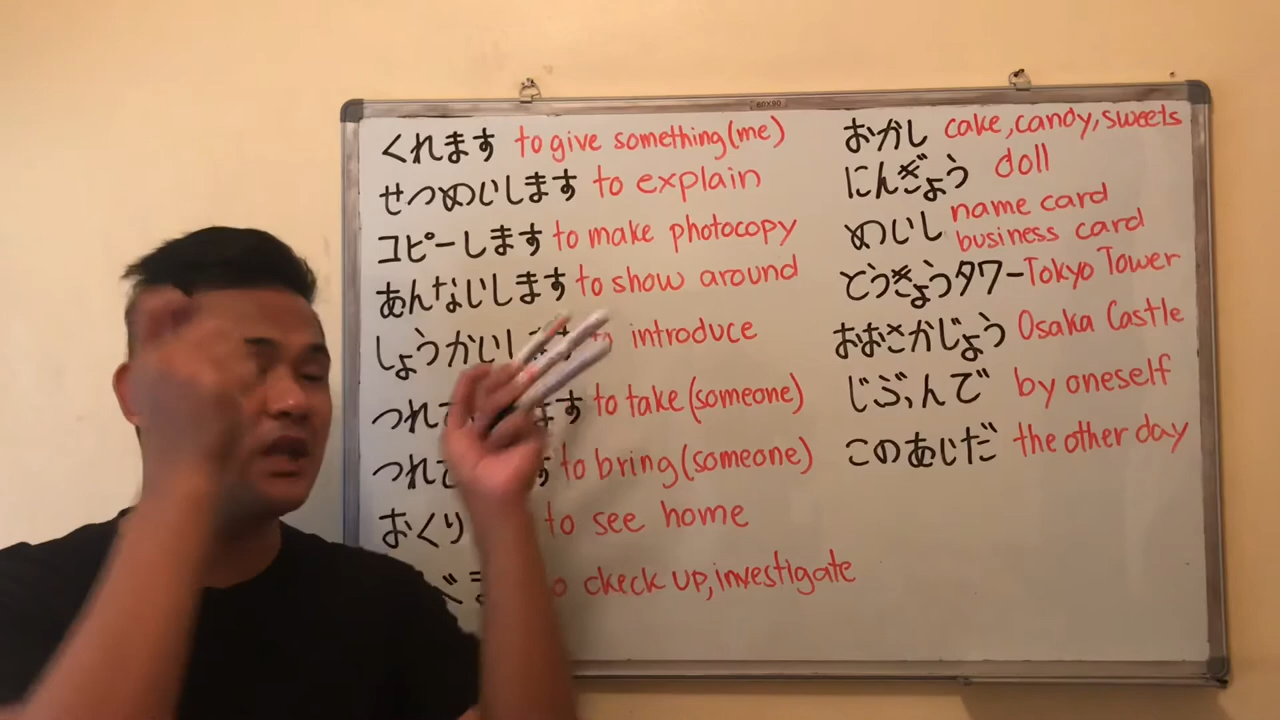 60X90
くれます to give something(me)
せつめいします to explain
コピーします to make photocopy
あんないします to show around
しょうかいします introduce
つれ ます to take(someone)
つれ す to bring(someone)
おくり to see home
べ ckeck up,investigate
おかし cake,candy,sweets
にんぎょう doll
めいし name card
business card
とうきょうタワー Tokyo Tower
おおさかじょう Osaka Castle
じぶんで by oneself
このあいだ the other day